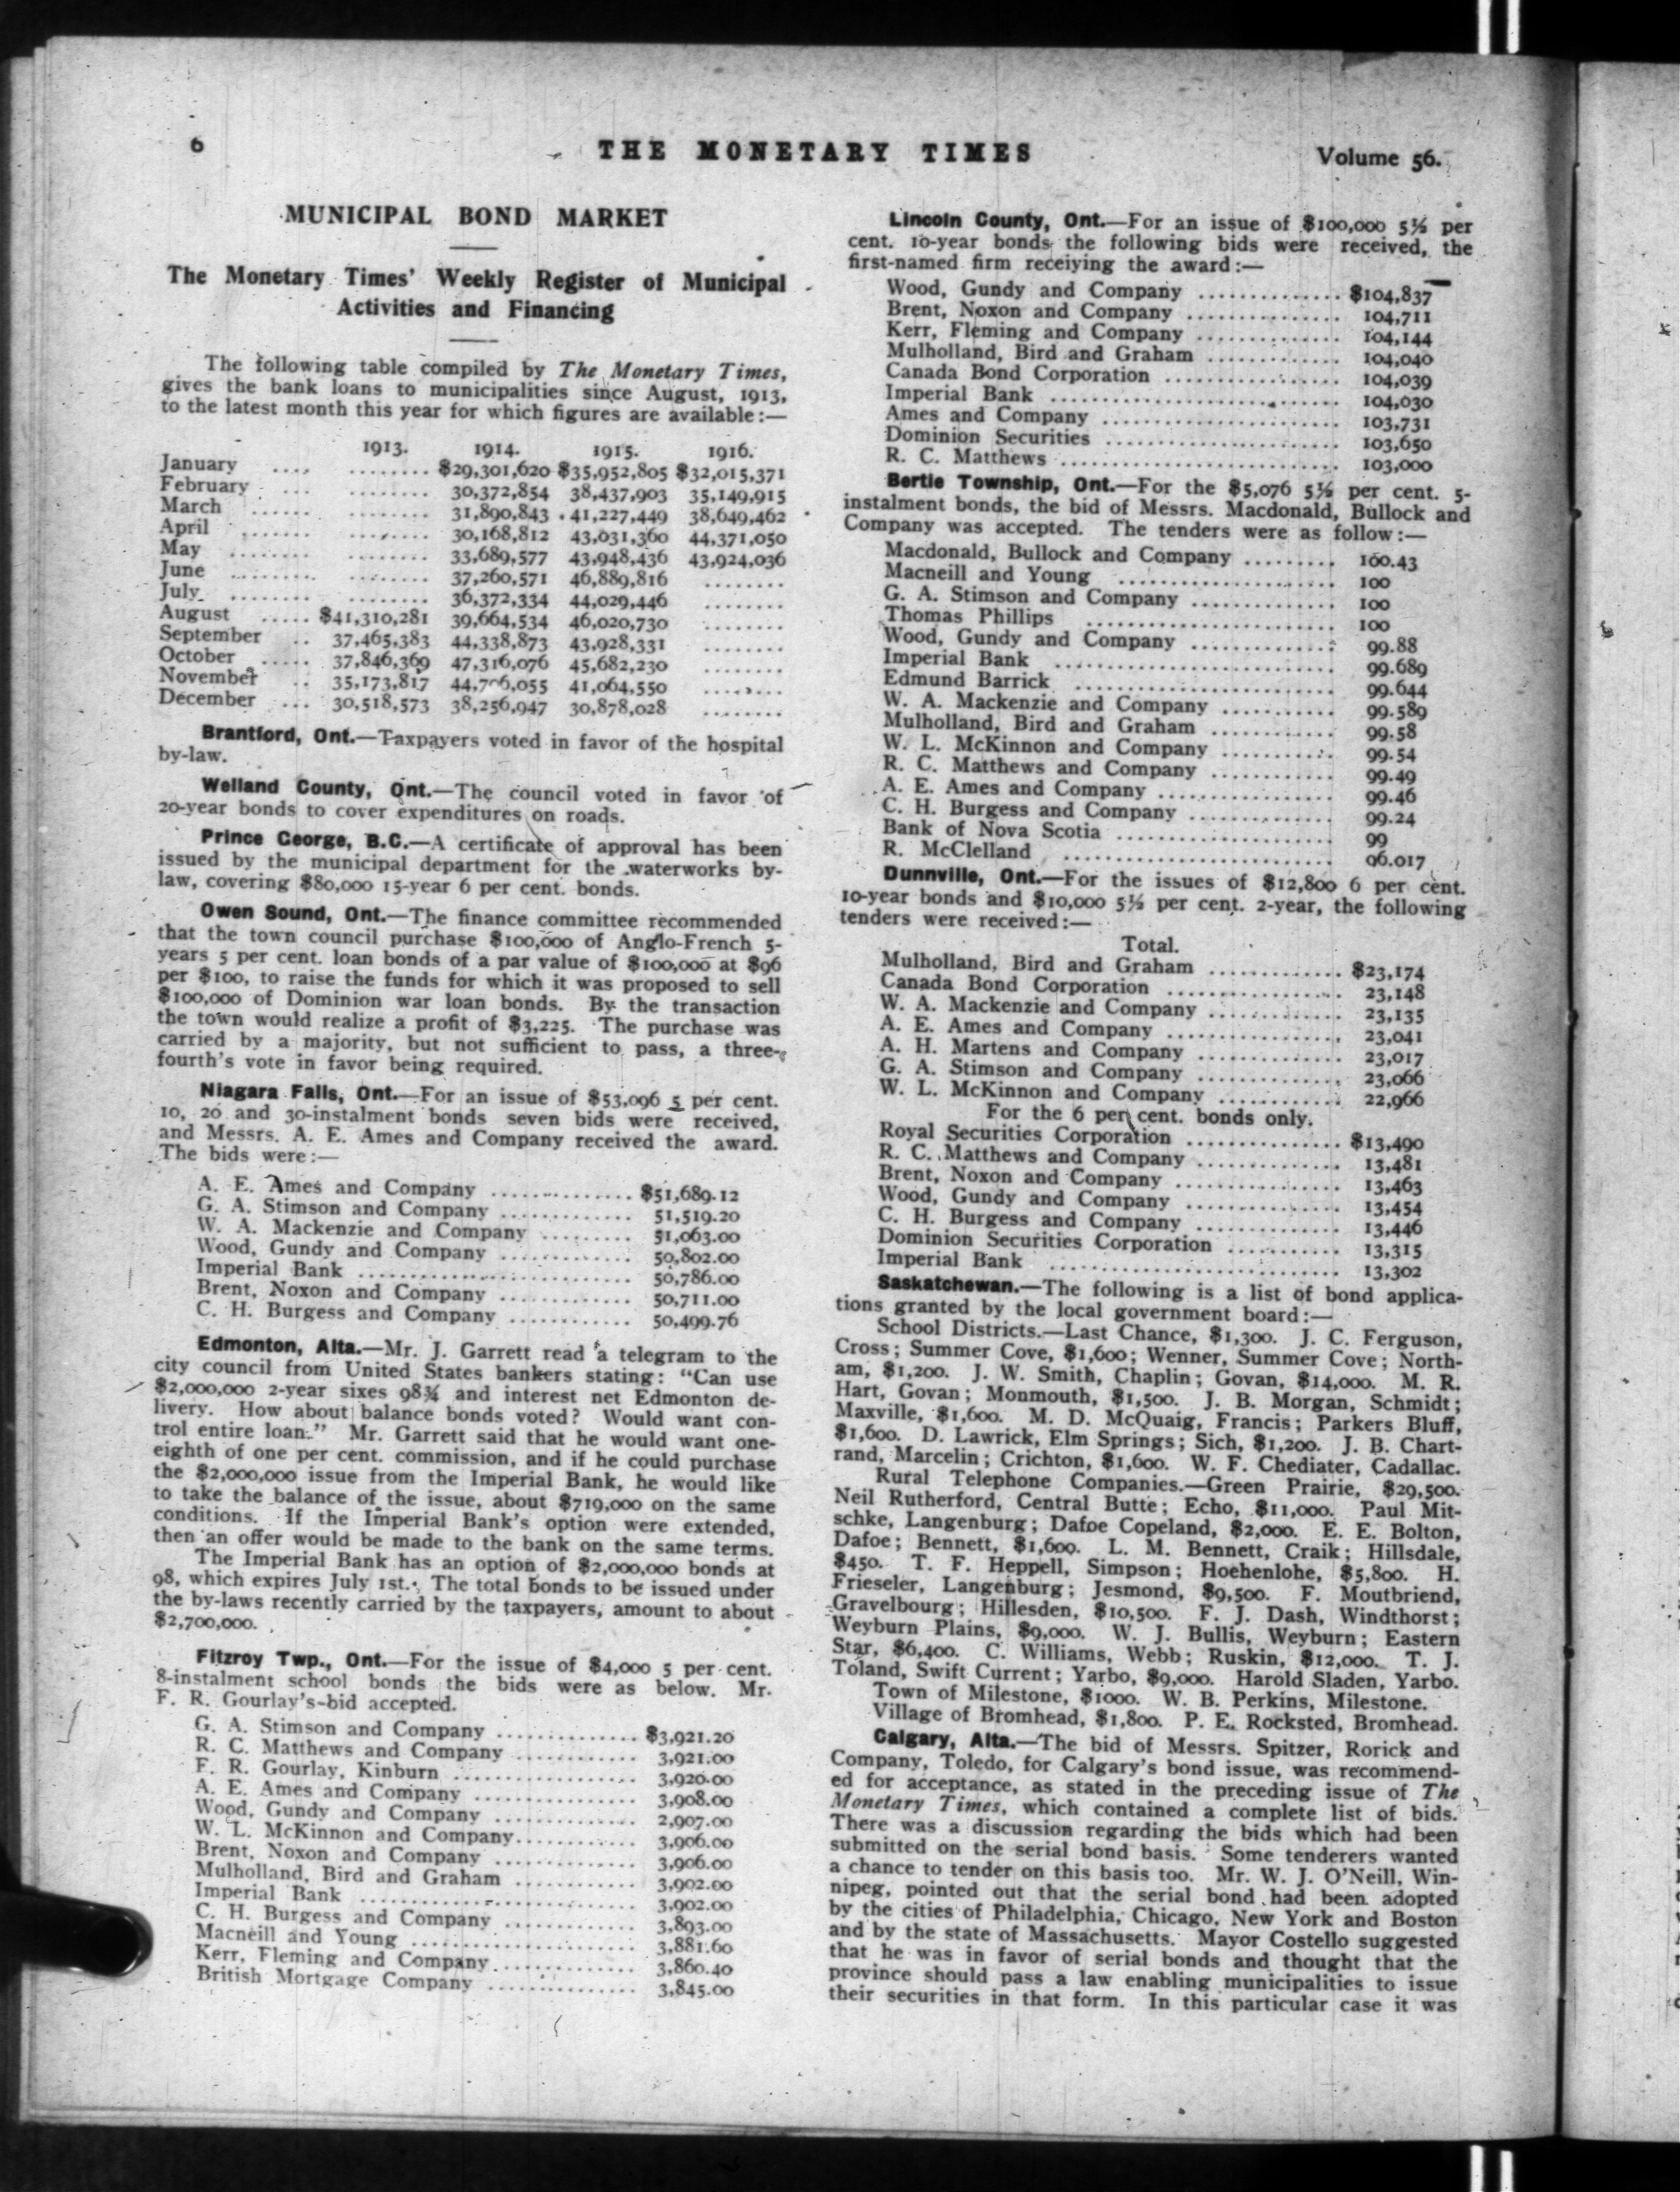 6
THE MONETARY TIMES
Volume 56.
MUNICIPAL BOND MARKET
The Monetary Times' Weekly Register of Municipal
Activities and Financing
The following table compiled by The Monetary Times,
gives the bank loans to municipalities since August, 1913,
to the latest month this year for which figures are available:—
1913. 1914. 1915. 1916.
January .... ........ $29,301,620 $35,952,805 $32,015,371
February .... ........ 30,372,854 38,437,903 35,149,915
March ...... ........ 31,890,843 41,227,449 38,649,462
April ....... ........ 30,168,812 43,031,360 44,371,050
May ........ ........ 33,689,577 43,948,436 43,924,036
June ......... ........ 37,260,571 46,889,816 ........
July ........ ........ 36,372,334 44,029,446 ........
August ..... $41,310,281 39,664,534 46,020,730 ........
September .. 37,465,383 44,338,873 43,928,331 ........
October ..... 37,846,369 47,316,076 45,682,230 ........
November .. 35,173,817 44,706,055 41,064,550 ........
December ... 30,518,573 38,256,947 30,878,028 ........
Brantford, Ont.—Taxpayers voted in favor of the hospital
by-law.
Welland County, Ont.—The council voted in favor of
20-year bonds to cover expenditures on roads.
Prince George, B.C.—A certificate of approval has been
issued by the municipal department for the waterworks by-
law, covering $80,000 15-year 6 per cent. bonds.
Owen Sound, Ont.—The finance committee recommended
that the town council purchase $100,000 of Anglo-French 5-
years 5 per cent. loan bonds of a par value of $100,000 at $96
per $100, to raise the funds for which it was proposed to sell
$100,000 of Dominion war loan bonds. By the transaction
the town would realize a profit of $3,225. The purchase was
carried by a majority, but not sufficient to pass, a three-
fourth's vote in favor being required.
Niagara Falls, Ont.—For an issue of $53,096 5 per cent.
10, 20 and 30-instalment bonds seven bids were received,
and Messrs. A. E. Ames and Company received the award.
The bids were:—
A. E. Ames and Company .............. $51,689.12
G. A. Stimson and Company ............. 51,519.20
W. A. Mackenzie and Company ......... 51,063.00
Wood, Gundy and Company ............. 50,802.00
Imperial Bank ........................... 50,786.00
Brent, Noxon and Company ............. 50,711.00
C. H. Burgess and Company ............ 50,499.76
Edmonton, Alta.—Mr. J. Garrett read a telegram to the
city council from United States bankers stating: "Can use
$2,000,000 2-year sixes 98¾ and interest net Edmonton de-
livery. How about balance bonds voted? Would want con-
trol entire loan." Mr. Garrett said that he would want one-
eighth of one per cent. commission, and if he could purchase
the $2,000,000 issue from the Imperial Bank, he would like
to take the balance of the issue, about $719,000 on the same
conditions. If the Imperial Bank's option were extended,
then an offer would be made to the bank on the same terms.
The Imperial Bank has an option of $2,000,000 bonds at
98, which expires July 1st. The total bonds to be issued under
the by-laws recently carried by the taxpayers, amount to about
$2,700,000.
Fitzroy Twp., Ont.—For the issue of $4,000 5 per cent.
8-instalment school bonds the bids were as below. Mr.
F. R. Gourlay's bid accepted.
G. A. Stimson and Company .............. $3,921.20
R. C. Matthews and Company ............ 3,921.00
F. R. Gourlay, Kinburn .................. 3,920.00
A. E. Ames and Company ................ 3,908.00
Wood, Gundy and Company .............. 2,907.00
W. L. McKinnon and Company............ 3,906.00
Brent, Noxon and Company .............. 3,906.00
Mulholland, Bird and Graham ............ 3,902.00
Imperial Bank ............................ 3,902.00
C. H. Burgess and Company ............. 3,893.00
Macneill and Young ...................... 3,881.60
Kerr, Fleming and Company.............. 3,860.40
British Mortgage Company ............... 3,845.00
Lincoln County, Ont.—For an issue of $100,000 5½ per
cent. 10-year bonds the following bids were received, the
first-named firm receiving the award:—
Wood, Gundy and Company .............. $104,837
Brent, Noxon and Company ............... 104,711
Kerr, Fleming and Company .............. 104,144
Mulholland, Bird and Graham ............. 104,040
Canada Bond Corporation ................. 104,039
Imperial Bank ............................ 104,030
Ames and Company ....................... 103,731
Dominion Securities ....................... 103,650
R. C. Matthews ........................... 103,000
Bertie Township, Ont.—For the $5,076 5½ per cent. 5-
instalment bonds, the bid of Messrs. Macdonald, Bullock and
Company was accepted. The tenders were as follow:—
Macdonald, Bullock and Company ......... 100.43
Macneill and Young ...................... 100
G. A. Stimson and Company .............. 100
Thomas Phillips ......................... 100
Wood, Gundy and Company .............. 99.88
Imperial Bank ........................... 99.689
Edmund Barrick ......................... 99.644
W. A. Mackenzie and Company ........... 99.589
Mulholland, Bird and Graham ............ 99.58
W. L. McKinnon and Company ........... 99.54
R. C. Matthews and Company ............ 99.49
A. E. Ames and Company ................. 99.46
C. H. Burgess and Company .............. 99.24
Bank of Nova Scotia ...................... 99
R. McClelland ........................... 96.017
Dunnville, Ont.—For the issues of $12,800 6 per cent.
10-year bonds and $10,000 5½ per cent. 2-year, the following
tenders were received:—
Total.
Mulholland, Bird and Graham ............. $23,174
Canada Bond Corporation ................. 23,148
W. A. Mackenzie and Company ............ 23,135
A. E. Ames and Company ................. 23,041
A. H. Martens and Company .............. 23,017
G. A. Stimson and Company .............. 23,066
W. L. McKinnon and Company ............ 22,966
For the 6 per cent. bonds only.
Royal Securities Corporation ............... $13,490
R. C. Matthews and Company .............. 13,481
Brent, Noxon and Company ................ 13,463
Wood, Gundy and Company ............... 13,454
C. H. Burgess and Company .............. 13,446
Dominion Securities Corporation ........... 13,315
Imperial Bank ............................ 13,302
Saskatchewan.—The following is a list of bond applica-
tions granted by the local government board:—
School Districts.—Last Chance, $1,300. J. C. Ferguson,
Cross; Summer Cove, $1,600; Wenner, Summer Cove; North-
am, $1,200. J. W. Smith, Chaplin; Govan, $14,000. M. R.
Hart, Govan; Monmouth, $1,500. J. B. Morgan, Schmidt;
Maxville, $1,600. M. D. McQuaig, Francis; Parkers Bluff,
$1,600. D. Lawrick, Elm Springs; Sich, $1,200. J. B. Chart-
rand, Marcelin; Crichton, $1,600. W. F. Chediater, Cadallac.
Rural Telephone Companies.—Green Prairie, $29,500.
Neil Rutherford, Central Butte; Echo, $11,000. Paul Mit-
schke, Langenburg; Dafoe Copeland, $2,000. E. E. Bolton,
Dafoe; Bennett, $1,600. L. M. Bennett, Craik; Hillsdale,
$450. T. F. Heppell, Simpson; Hoehenlohe, $5,800. H.
Frieseler, Langenburg; Jesmond, $9,500. F. Moutbriend,
Gravelbourg; Hillesden, $10,500. F. J. Dash, Windthorst;
Weyburn Plains, $9,000. W. J. Bullis, Weyburn; Eastern
Star, $6,400. C. Williams, Webb; Ruskin, $12,000. T. J.
Toland, Swift Current; Yarbo, $9,000. Harold Sladen, Yarbo.
Town of Milestone, $1000. W. B. Perkins, Milestone.
Village of Bromhead, $1,800. P. E. Rocksted, Bromhead.
Calgary, Alta.—The bid of Messrs. Spitzer, Rorick and
Company, Toledo, for Calgary's bond issue, was recommend-
ed for acceptance, as stated in the preceding issue of The
Monetary Times, which contained a complete list of bids.
There was a discussion regarding the bids which had been
submitted on the serial bond basis. Some tenderers wanted
a chance to tender on this basis too. Mr. W. J. O'Neill, Win-
nipeg, pointed out that the serial bond had been adopted
by the cities of Philadelphia, Chicago, New York and Boston
and by the state of Massachusetts. Mayor Costello suggested
that he was in favor of serial bonds and thought that the
province should pass a law enabling municipalities to issue
their securities in that form. In this particular case it was